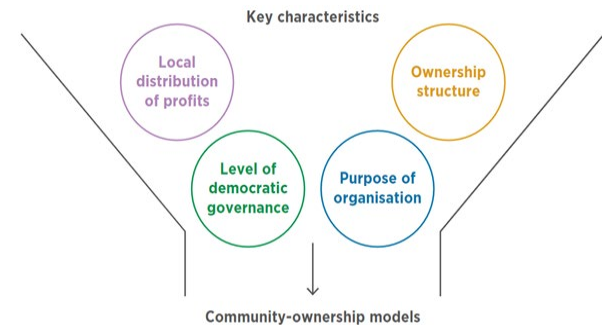 Key characteristics
Local
distribution
of profits
Ownership
structure
Level of
democratic
governance
Purpose of
organisation
Community-ownership models